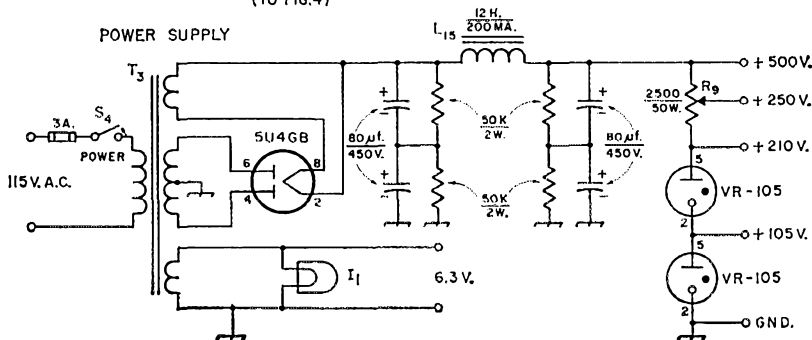 (TO FIG.4)
POWER SUPPLY
12 H.
200 MA.
L15
T3
+ 500 V.
3 A.
S4
POWER
115 V. A.C.
5U4GB
6
8
4
2
80 µf.
450 V.
50 K
2 W.
50 K
2 W.
80 µf.
450 V.
2500
50 W.
R9
+ 250 V.
+ 210 V.
5
VR-105
2
+ 105 V.
5
VR-105
2
GND.
I1
6.3 V.